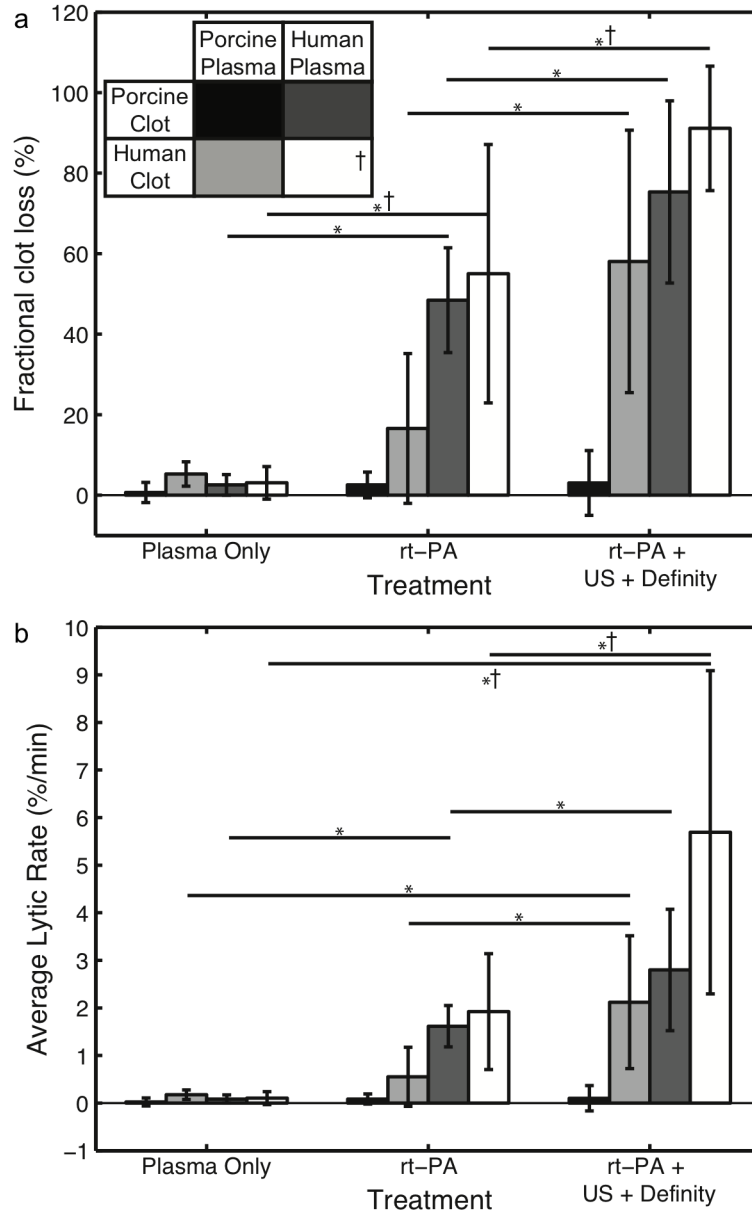 a
Fractional clot loss (%)
120
100
80
60
40
20
0
Porcine Plasma
Human Plasma
Porcine Clot
Human Clot
†
*†
*
*
*†
*
Plasma Only
rt–PA
rt–PA +
US + Definity
Treatment
b
Average Lytic Rate (%/min)
10
9
8
7
6
5
4
3
2
1
0
–1
*†
*†
*
*
*
*
Plasma Only
rt–PA
rt–PA +
US + Definity
Treatment